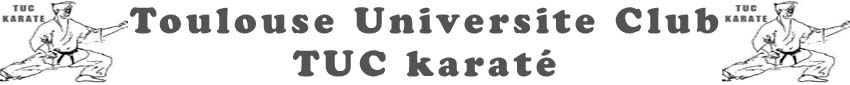 TUC
KARATE
Toulouse Universite Club
TUC karaté
TUC
KARATE